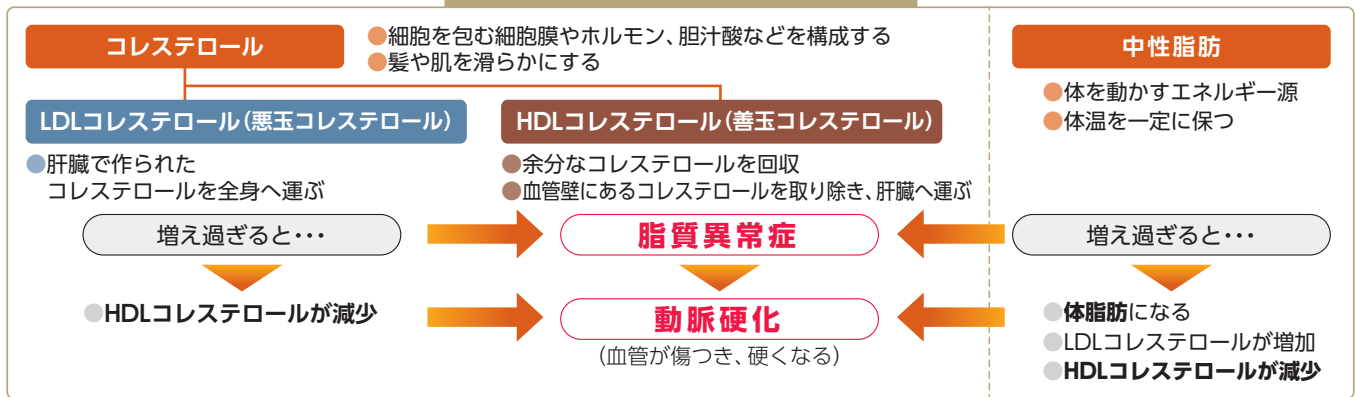 コレステロール
●細胞を包む細胞膜やホルモン、胆汁酸などを構成する
●髪や肌を滑らかにする
LDLコレステロール(悪玉コレステロール)
●肝臓で作られた
コレステロールを全身へ運ぶ
HDLコレステロール(善玉コレステロール)
●余分なコレステロールを回収
●血管壁にあるコレステロールを取り除き、肝臓へ運ぶ
増え過ぎると・・・
●HDLコレステロールが減少
脂質異常症
動脈硬化
(血管が傷つき、硬くなる)
中性脂肪
●体を動かすエネルギー源
●体温を一定に保つ
増え過ぎると・・・
●体脂肪になる
●LDLコレステロールが増加
●HDLコレステロールが減少